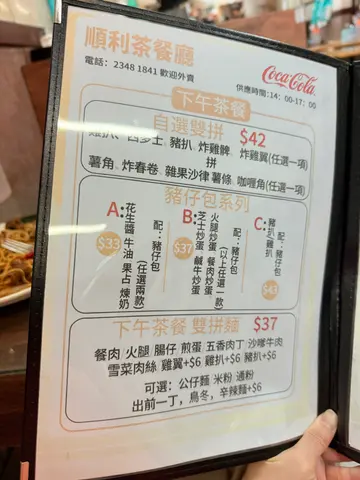 順利茶餐廳
電話：2348 1841 歡迎外賣
Coca-Cola
供應時間:14：00-17：00
下午茶餐
自選雙拼 $42
雞扒、西多士、豬扒、炸雞髀、炸雞翼(任選一項)
拼
薯角、炸春卷、雜果沙律、薯條、咖喱角(任選一項)
豬仔包系列
A:花生醬 牛油 果占 煉奶
(任選兩款)
配：豬仔包
$33
B:火腿炒蛋 餐肉炒蛋
芝士炒蛋 鹹牛炒蛋
(以上任選一款)
配：豬仔包
$37
C:豬扒 雞扒
配：豬仔包
$43
下午茶餐 雙拼麵 $37
餐肉 火腿 腸仔 煎蛋 五香肉丁 沙嗲牛肉
雪菜肉絲 雞翼+$6 雞扒+$6 豬扒+$6
可選：公仔麵 米粉 通粉
出前一丁，烏冬，辛辣麵+$6